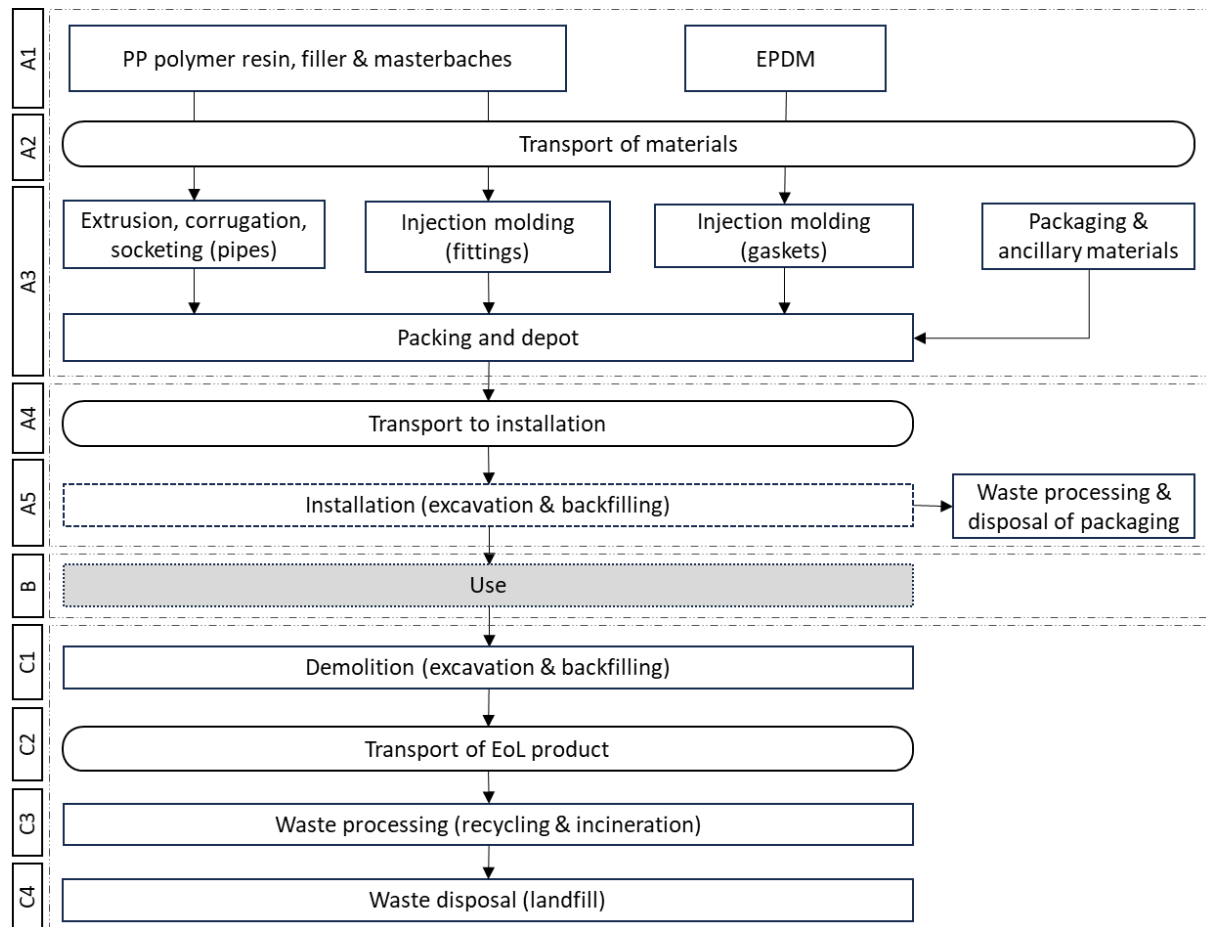 A1
PP polymer resin, filler & masterbaches
EPDM
A2
Transport of materials
A3
Extrusion, corrugation,
socketing (pipes)
Injection molding
(fittings)
Injection molding
(gaskets)
Packaging &
ancillary materials
Packing and depot
A4
Transport to installation
A5
Installation (excavation & backfilling)
Waste processing &
disposal of packaging
B
Use
C1
Demolition (excavation & backfilling)
C2
Transport of EoL product
C3
Waste processing (recycling & incineration)
C4
Waste disposal (landfill)